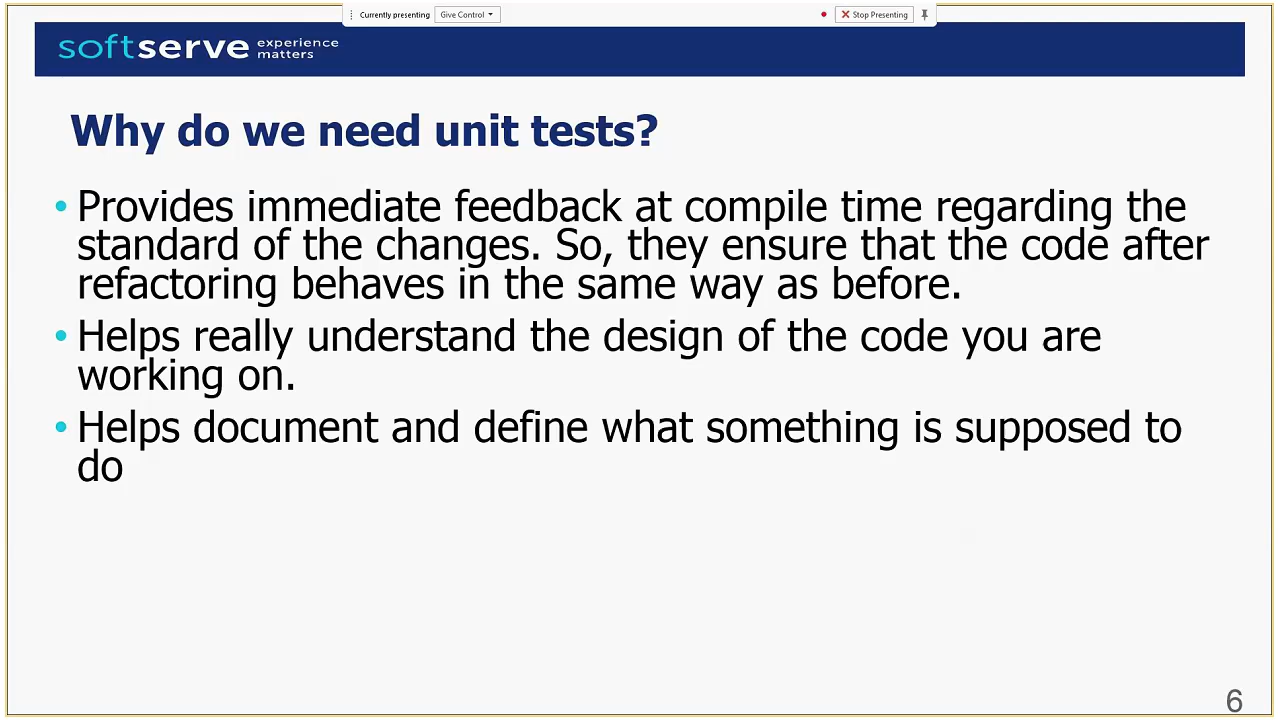 Currently presenting Give Control Stop Presenting
softserve experience
matters
Why do we need unit tests?
• Provides immediate feedback at compile time regarding the
standard of the changes. So, they ensure that the code after
refactoring behaves in the same way as before.
• Helps really understand the design of the code you are
working on.
• Helps document and define what something is supposed to
do
6